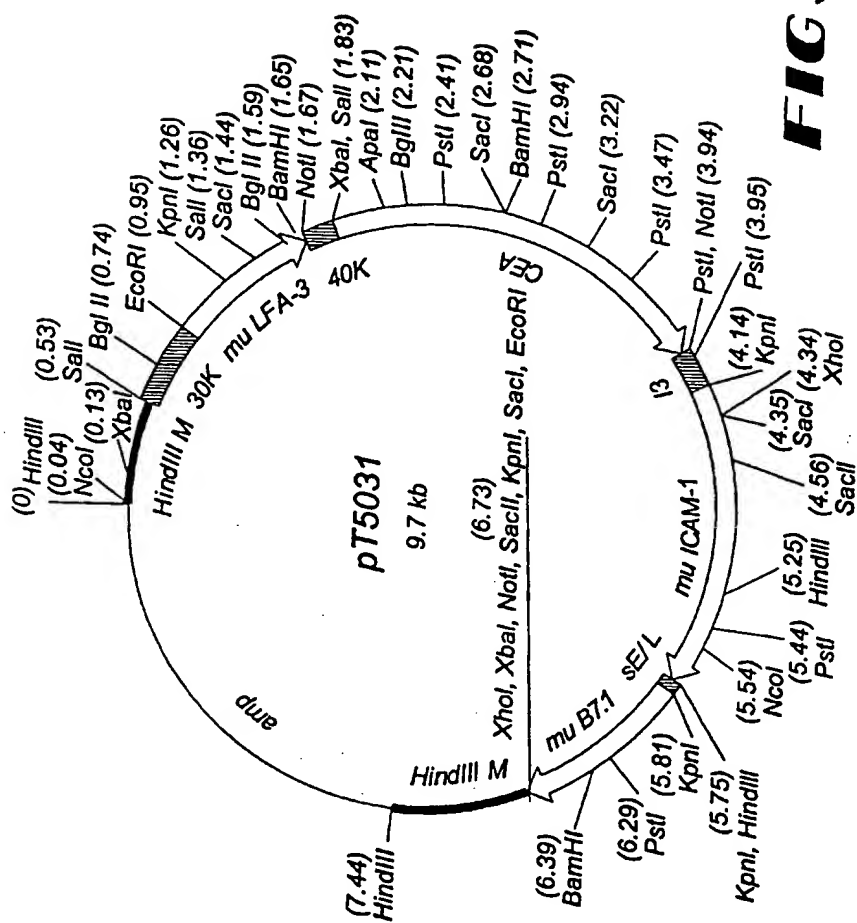 (0) HindIII
(0.04)
NcoI
(0.13)
XbaI
(0.53)
SalI
Bgl II (0.74)
EcoRI (0.95)
KpnI (1.26)
SalI (1.36)
SacI (1.44)
Bgl II (1.59)
BamHI (1.65)
NotI (1.67)
XbaI, SalI (1.83)
ApaI (2.11)
BglII (2.21)
PstI (2.41)
SacI (2.68)
BamHI (2.71)
PstI (2.94)
SacI (3.22)
PstI (3.47)
PstI, NotI (3.94)
PstI (3.95)
(4.14)
KpnI
(4.34)
XhoI
(4.35)
SacI
(4.56)
SacII
(5.25)
HindIII
(5.44)
PstI
(5.54)
NcoI
(5.75)
KpnI, HindIII
(5.81)
KpnI
(6.29)
PstI
(6.39)
BamHI
(7.44)
HindIII
HindIII M
30K
mu LFA-3
40K
CEA
I3
mu ICAM-1
sE/L
mu B7.1
HindIII M
amp
pT5031
9.7 kb
(6.73)
XhoI, XbaI, NotI, SacII, KpnI, SacI, EcoRI
FIG